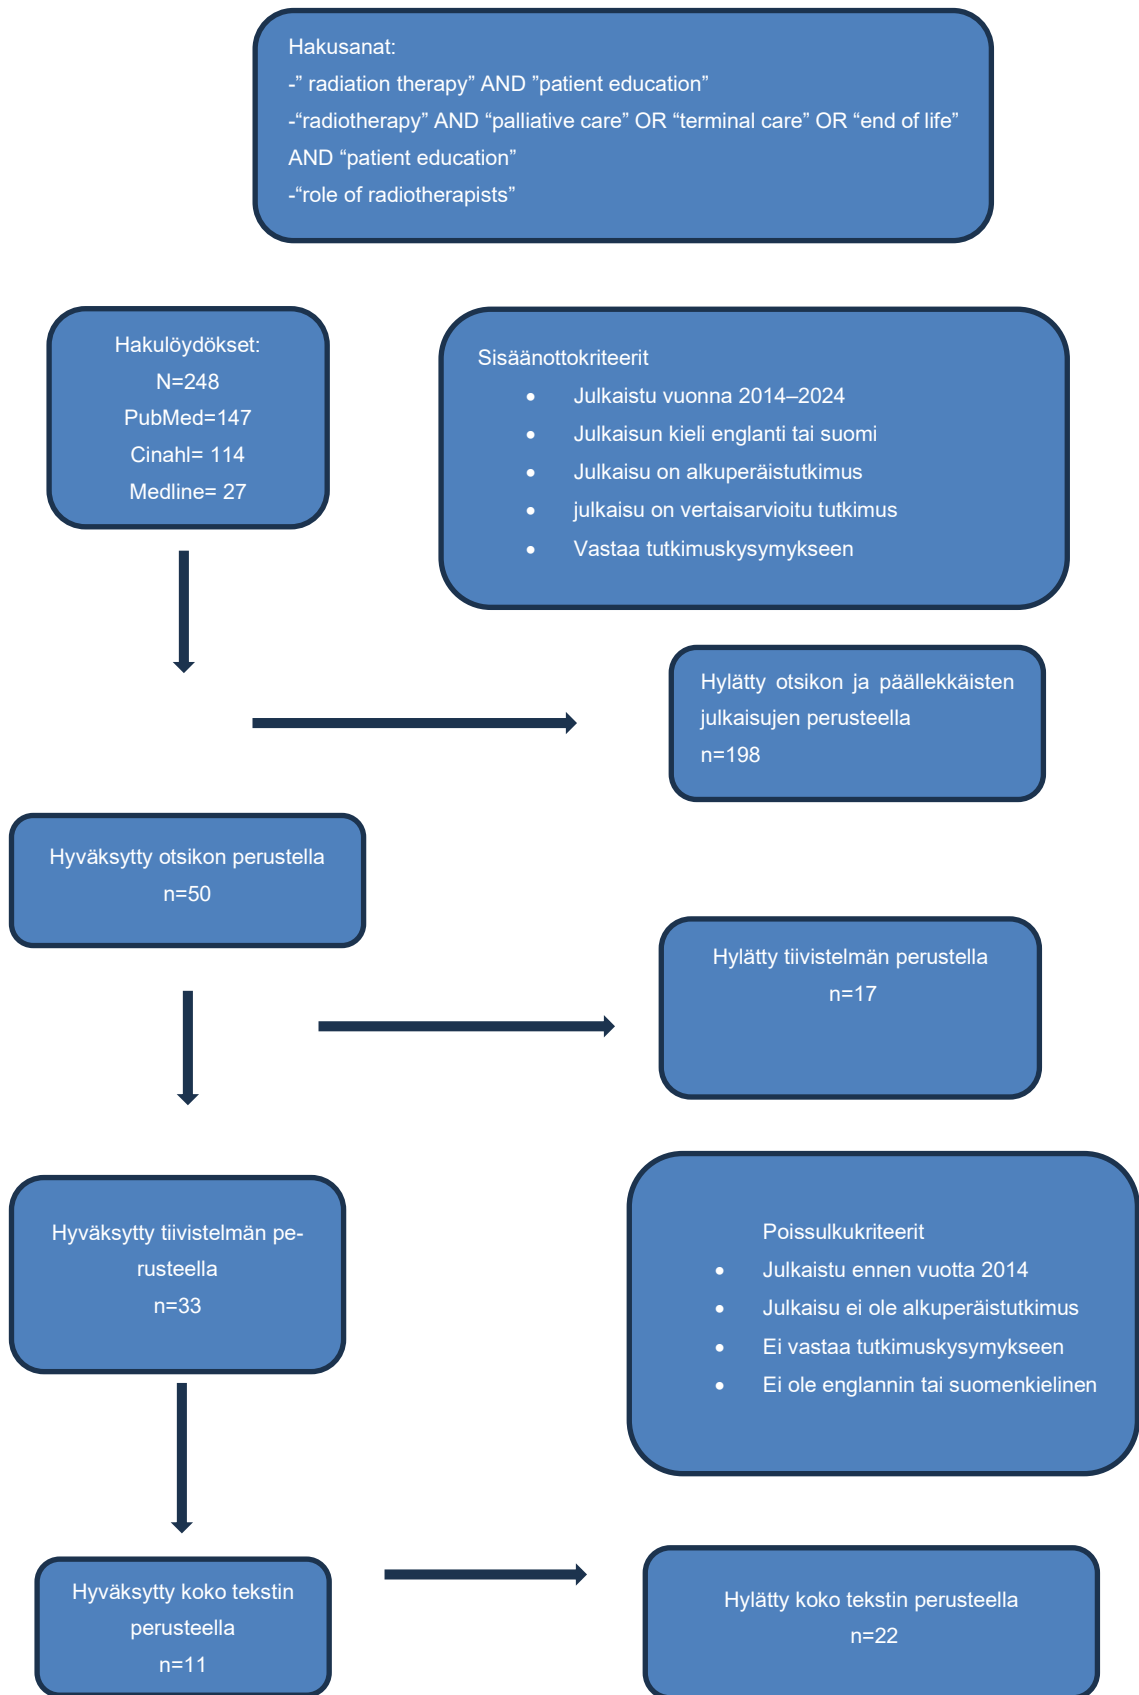 Hakusanat:
-” radiation therapy” AND ”patient education”
-“radiotherapy” AND “palliative care” OR “terminal care” OR “end of life”
AND “patient education”
-“role of radiotherapists”
Hakulöydökset:
N=248
PubMed=147
Cinahl= 114
Medline= 27
Sisäänottokriteerit
• Julkaistu vuonna 2014–2024
• Julkaisun kieli englanti tai suomi
• Julkaisu on alkuperäistutkimus
• julkaisu on vertaisarvioitu tutkimus
• Vastaa tutkimuskysymykseen
Hylätty otsikon ja päällekkäisten
julkaisujen perusteella
n=198
Hyväksytty otsikon perustella
n=50
Hylätty tiivistelmän perustella
n=17
Hyväksytty tiivistelmän pe-
rusteella
n=33
Poissulkukriteerit
• Julkaistu ennen vuotta 2014
• Julkaisu ei ole alkuperäistutkimus
• Ei vastaa tutkimuskysymykseen
• Ei ole englannin tai suomenkielinen
Hyväksytty koko tekstin
perusteella
n=11
Hylätty koko tekstin perusteella
n=22